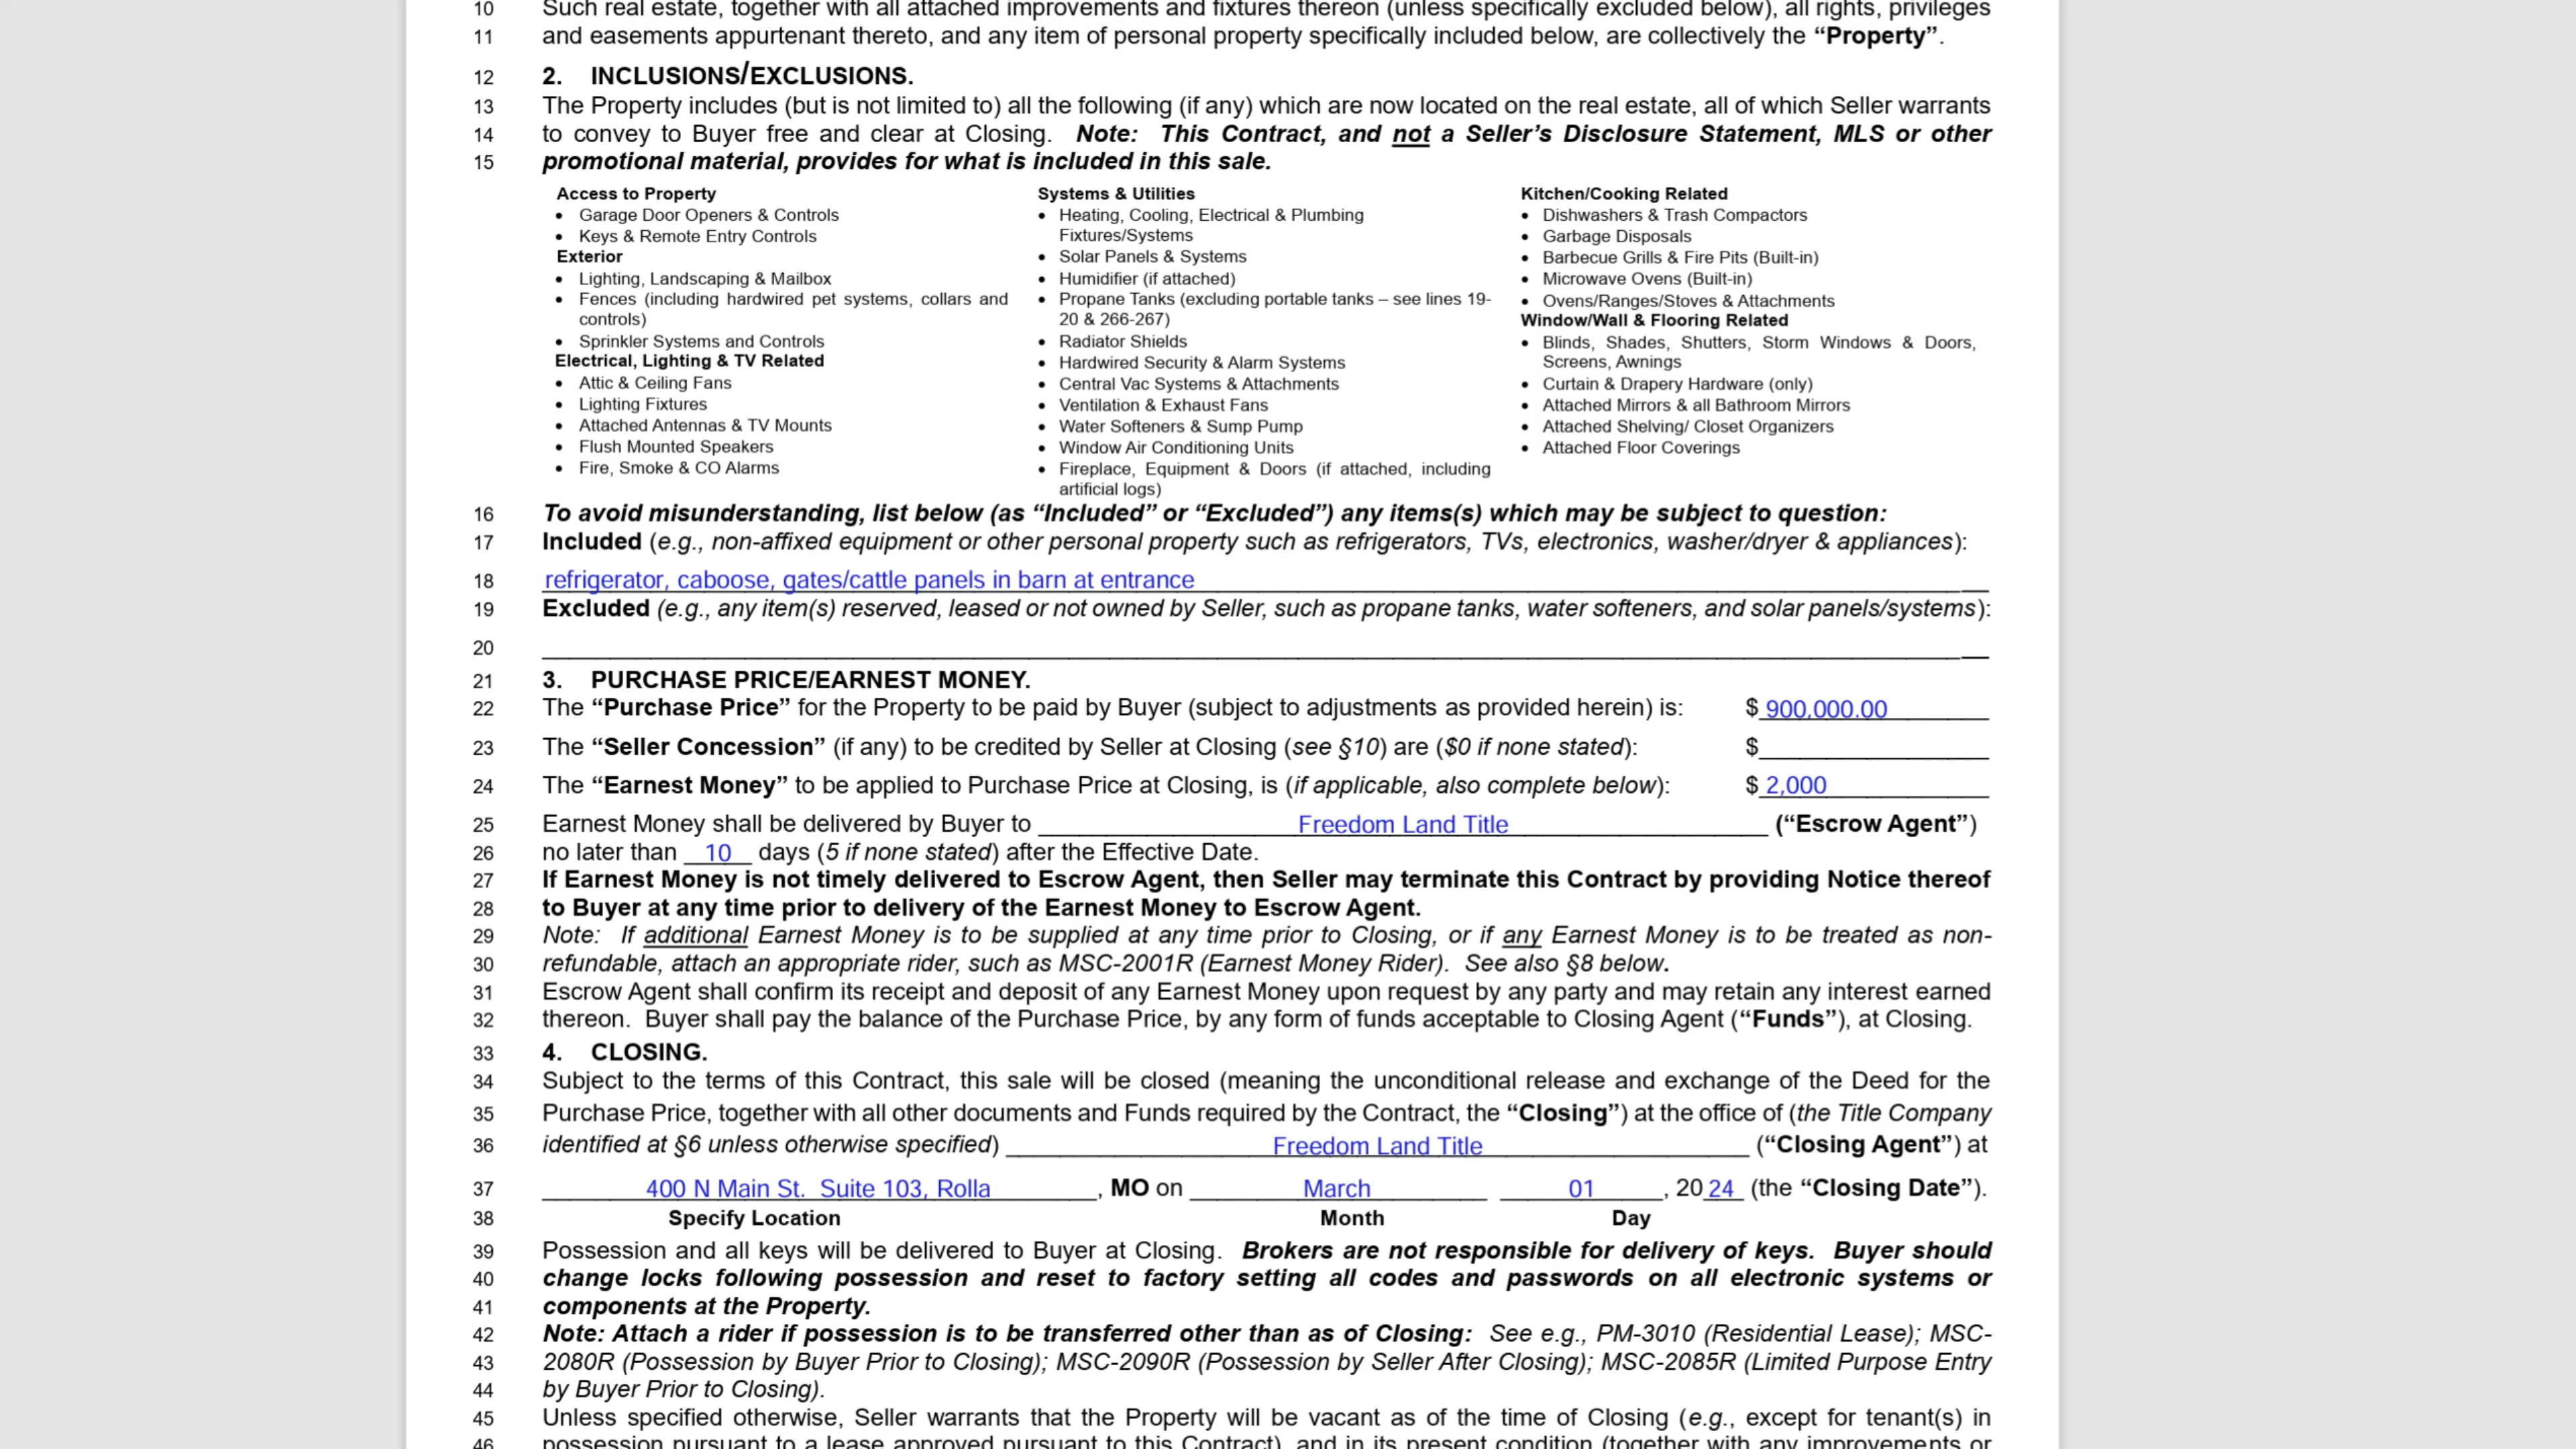 10 Such real estate, together with all attached improvements and fixtures thereon (unless specifically excluded below), all rights, privileges
11 and easements appurtenant thereto, and any item of personal property specifically included below, are collectively the “Property”.
12 2. INCLUSIONS/EXCLUSIONS.
13 The Property includes (but is not limited to) all the following (if any) which are now located on the real estate, all of which Seller warrants
14 to convey to Buyer free and clear at Closing. Note: This Contract, and not a Seller’s Disclosure Statement, MLS or other
15 promotional material, provides for what is included in this sale.
Access to Property
• Garage Door Openers & Controls
• Keys & Remote Entry Controls
Exterior
• Lighting, Landscaping & Mailbox
• Fences (including hardwired pet systems, collars and
controls)
• Sprinkler Systems and Controls
Electrical, Lighting & TV Related
• Attic & Ceiling Fans
• Lighting Fixtures
• Attached Antennas & TV Mounts
• Flush Mounted Speakers
• Fire, Smoke & CO Alarms
Systems & Utilities
• Heating, Cooling, Electrical & Plumbing
Fixtures/Systems
• Solar Panels & Systems
• Humidifier (if attached)
• Propane Tanks (excluding portable tanks – see lines 19-
20 & 266-267)
• Radiator Shields
• Hardwired Security & Alarm Systems
• Central Vac Systems & Attachments
• Ventilation & Exhaust Fans
• Water Softeners & Sump Pump
• Window Air Conditioning Units
• Fireplace, Equipment & Doors (if attached, including
artificial logs)
Kitchen/Cooking Related
• Dishwashers & Trash Compactors
• Garbage Disposals
• Barbecue Grills & Fire Pits (Built-in)
• Microwave Ovens (Built-in)
• Ovens/Ranges/Stoves & Attachments
Window/Wall & Flooring Related
• Blinds, Shades, Shutters, Storm Windows & Doors,
Screens, Awnings
• Curtain & Drapery Hardware (only)
• Attached Mirrors & all Bathroom Mirrors
• Attached Shelving/ Closet Organizers
• Attached Floor Coverings
16 To avoid misunderstanding, list below (as “Included” or “Excluded”) any items(s) which may be subject to question:
17 Included (e.g., non-affixed equipment or other personal property such as refrigerators, TVs, electronics, washer/dryer & appliances):
18 refrigerator, caboose, gates/cattle panels in barn at entrance
19 Excluded (e.g., any item(s) reserved, leased or not owned by Seller, such as propane tanks, water softeners, and solar panels/systems):
20
21 3. PURCHASE PRICE/EARNEST MONEY.
22 The “Purchase Price” for the Property to be paid by Buyer (subject to adjustments as provided herein) is: $ 900,000.00
23 The “Seller Concession” (if any) to be credited by Seller at Closing (see §10) are ($0 if none stated): $
24 The “Earnest Money” to be applied to Purchase Price at Closing, is (if applicable, also complete below): $ 2,000
25 Earnest Money shall be delivered by Buyer to Freedom Land Title (“Escrow Agent”)
26 no later than 10 days (5 if none stated) after the Effective Date.
27 If Earnest Money is not timely delivered to Escrow Agent, then Seller may terminate this Contract by providing Notice thereof
28 to Buyer at any time prior to delivery of the Earnest Money to Escrow Agent.
29 Note: If additional Earnest Money is to be supplied at any time prior to Closing, or if any Earnest Money is to be treated as non-
30 refundable, attach an appropriate rider, such as MSC-2001R (Earnest Money Rider). See also §8 below.
31 Escrow Agent shall confirm its receipt and deposit of any Earnest Money upon request by any party and may retain any interest earned
32 thereon. Buyer shall pay the balance of the Purchase Price, by any form of funds acceptable to Closing Agent (“Funds”), at Closing.
33 4. CLOSING.
34 Subject to the terms of this Contract, this sale will be closed (meaning the unconditional release and exchange of the Deed for the
35 Purchase Price, together with all other documents and Funds required by the Contract, the “Closing”) at the office of (the Title Company
36 identified at §6 unless otherwise specified) Freedom Land Title (“Closing Agent”) at
37 400 N Main St. Suite 103, Rolla , MO on March 01 , 20 24 (the “Closing Date”).
38 Specify Location Month Day
39 Possession and all keys will be delivered to Buyer at Closing. Brokers are not responsible for delivery of keys. Buyer should
40 change locks following possession and reset to factory setting all codes and passwords on all electronic systems or
41 components at the Property.
42 Note: Attach a rider if possession is to be transferred other than as of Closing: See e.g., PM-3010 (Residential Lease); MSC-
43 2080R (Possession by Buyer Prior to Closing); MSC-2090R (Possession by Seller After Closing); MSC-2085R (Limited Purpose Entry
44 by Buyer Prior to Closing).
45 Unless specified otherwise, Seller warrants that the Property will be vacant as of the time of Closing (e.g., except for tenant(s) in
46 possession pursuant to a lease approved pursuant to this Contract), and in its present condition (together with any improvements or